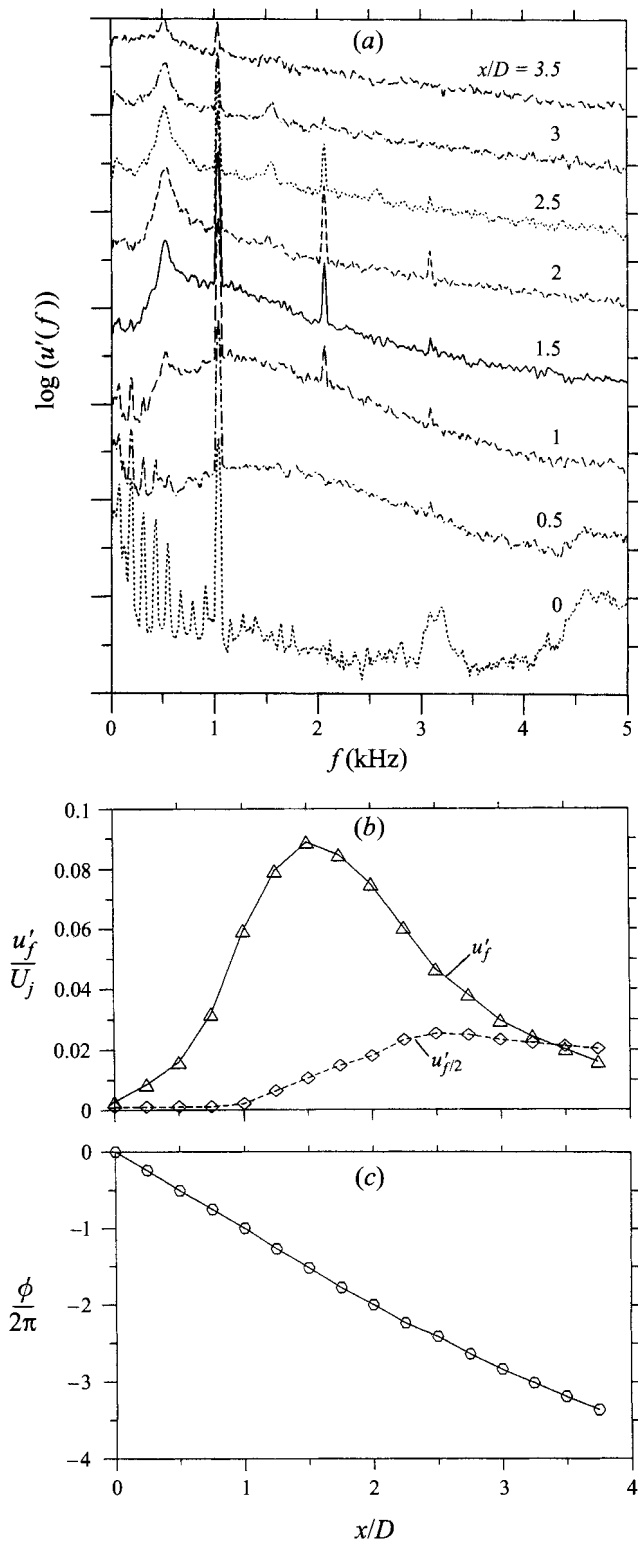 (a)
x/D = 3.5
3
2.5
2
1.5
1
0.5
0
log (u′(f))
0 1 2 3 4 5
f (kHz)
(b)
0.1
0.08
0.06
0.04
0.02
0
u′f
Uj
u′f
u′f/2
(c)
0
−1
−2
−3
−4
ϕ
2π
0 1 2 3 4
x/D